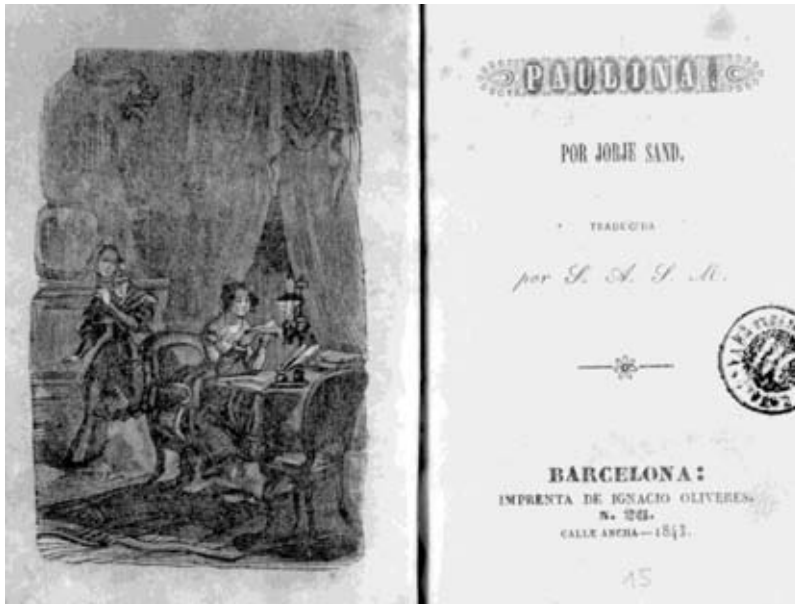 PAULINA
POR JORJE SAND.
TRADUCIDA
por S. A. S. M.
BARCELONA:
IMPRENTA DE IGNACIO OLIVERES.
N. 26.
CALLE ANCHA—1843.
15